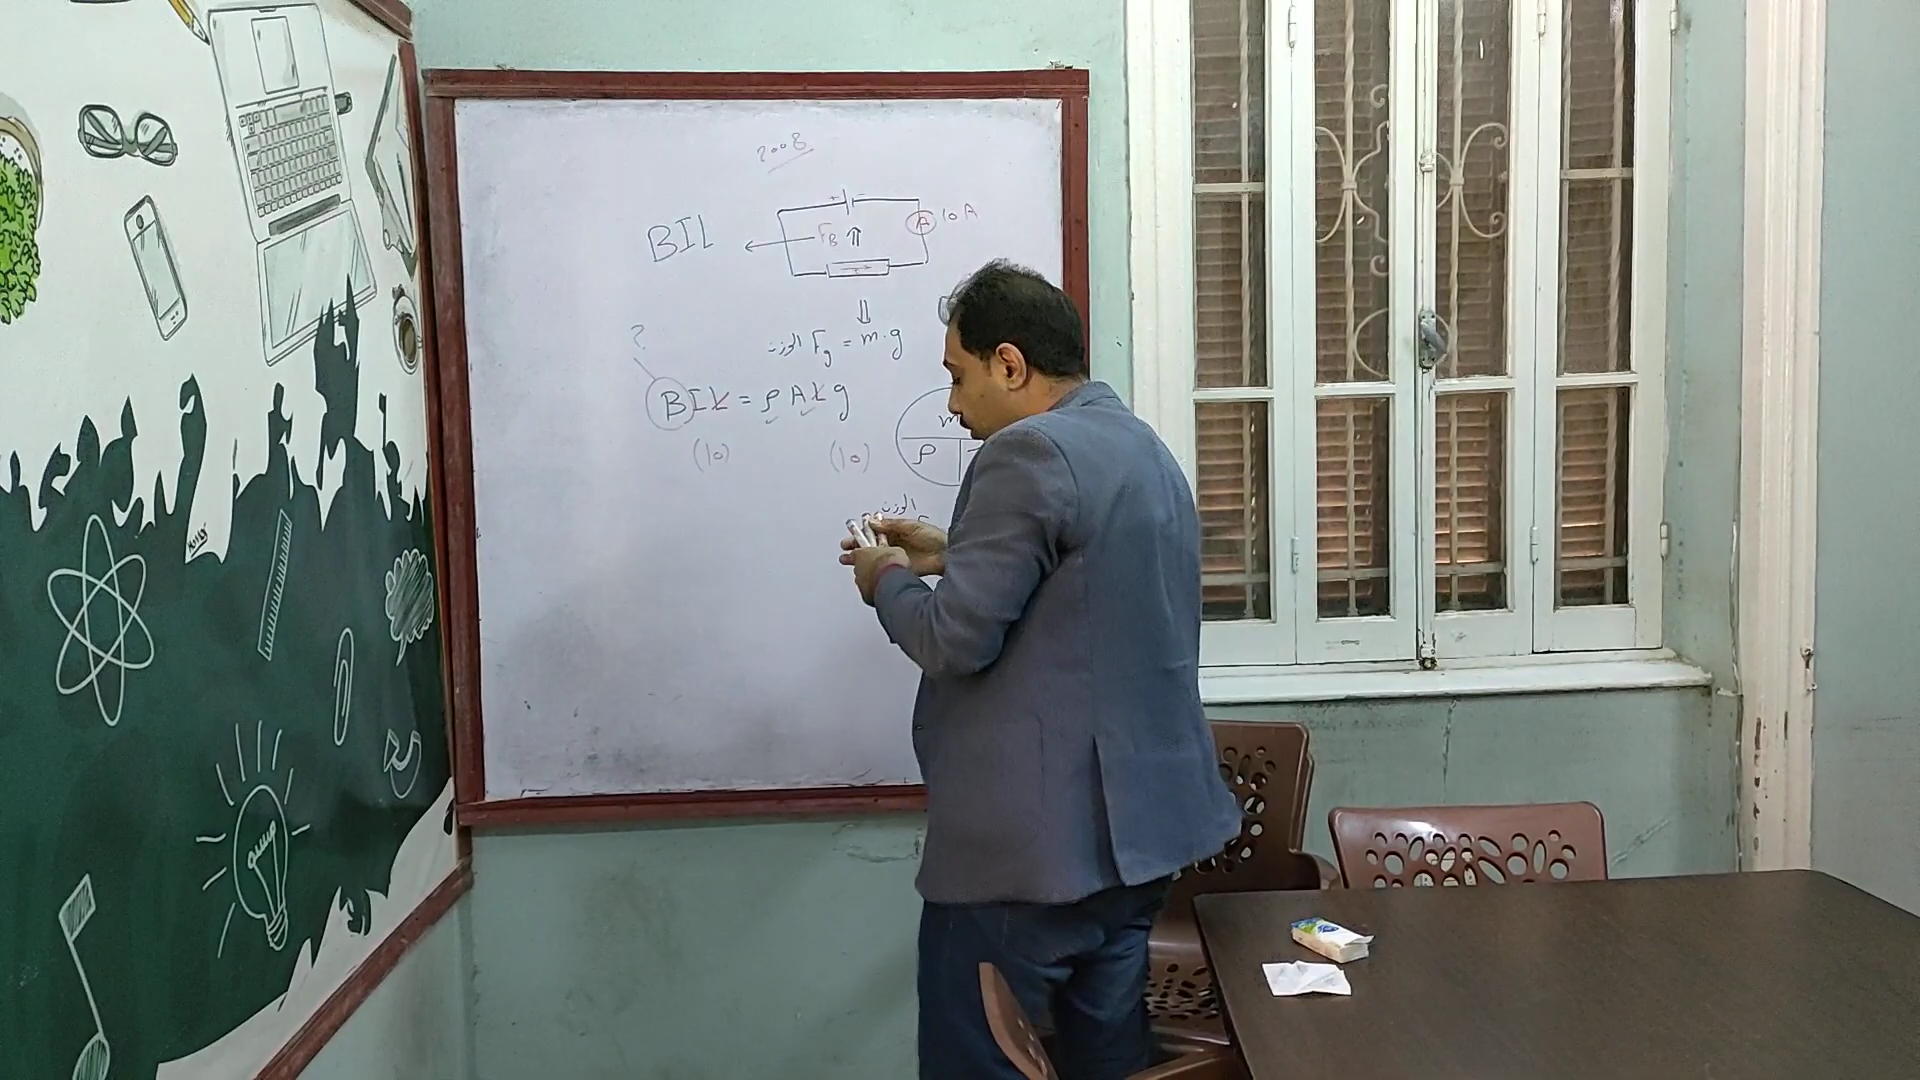 2008
+ -
BIL
F_B ⇑
A 10 A
⇓
الوزن F_g = m.g
?
BIL = ρ A L g
(10) (10)
m
ρ
الوزن